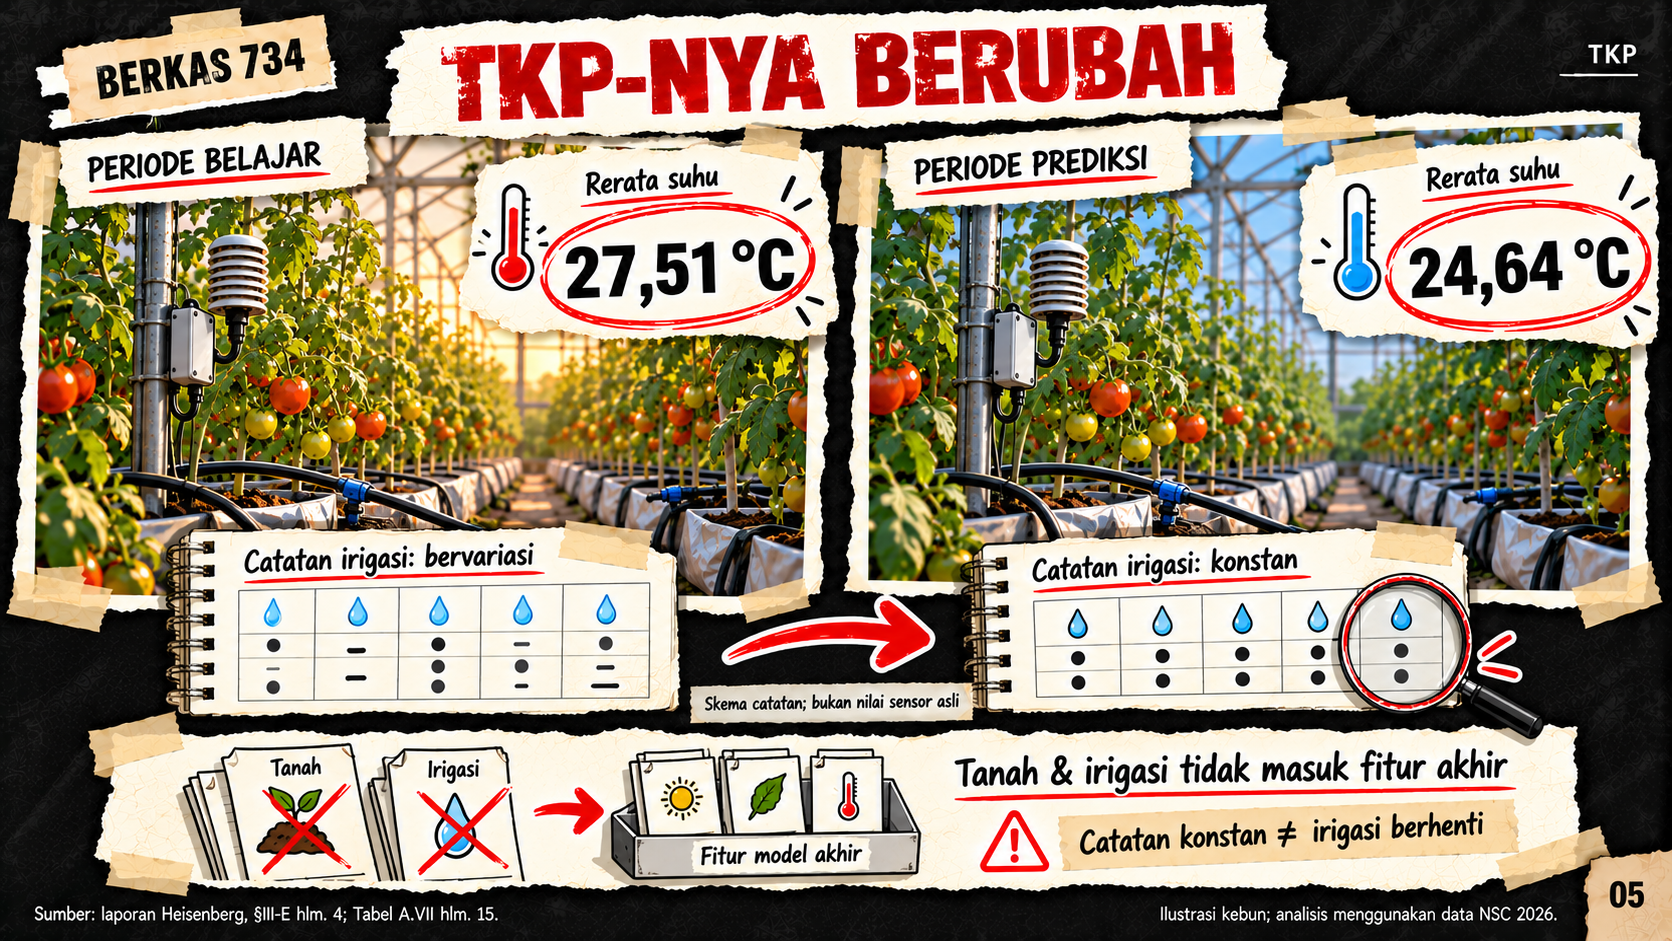 BERKAS 734
TKP-NYA BERUBAH
TKP
PERIODE BELAJAR
Rerata suhu
27,51 °C
PERIODE PREDIKSI
Rerata suhu
24,64 °C
Catatan irigasi: bervariasi
Catatan irigasi: konstan
Skema catatan; bukan nilai sensor asli
Tanah
Irigasi
Fitur model akhir
Tanah & irigasi tidak masuk fitur akhir
Catatan konstan ≠ irigasi berhenti
Sumber: laporan Heisenberg, §III-E hlm. 4; Tabel A.VII hlm. 15.
Ilustrasi kebun; analisis menggunakan data NSC 2026.
05